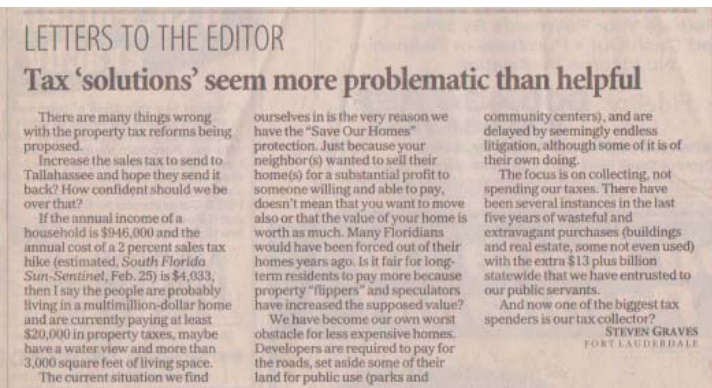 LETTERS TO THE EDITOR
Tax ‘solutions’ seem more problematic than helpful
There are many things wrong
with the property tax reforms being
proposed.
Increase the sales tax to send to
Tallahassee and hope they send it
back? How confident should we be
over that?
If the annual income of a
household is $946,000 and the
annual cost of a 2 percent sales tax
hike (estimated, South Florida
Sun-Sentinel, Feb. 25) is $4,033,
then I say the people are probably
living in a multimillion-dollar home
and are currently paying at least
$20,000 in property taxes, maybe
have a water view and more than
3,000 square feet of living space.
The current situation we find
ourselves in is the very reason we
have the “Save Our Homes”
protection. Just because your
neighbor(s) wanted to sell their
home(s) for a substantial profit to
someone willing and able to pay,
doesn’t mean that you want to move
also or that the value of your home is
worth as much. Many Floridians
would have been forced out of their
homes years ago. Is it fair for long-
term residents to pay more because
property “flippers” and speculators
have increased the supposed value?
We have become our own worst
obstacle for less expensive homes.
Developers are required to pay for
the roads, set aside some of their
land for public use (parks and
community centers), and are
delayed by seemingly endless
litigation, although some of it is of
their own doing.
The focus is on collecting, not
spending our taxes. There have
been several instances in the last
five years of wasteful and
extravagant purchases (buildings
and real estate, some not even used)
with the extra $13 plus billion
statewide that we have entrusted to
our public servants.
And now one of the biggest tax
spenders is our tax collector?
STEVEN GRAVES
FORT LAUDERDALE